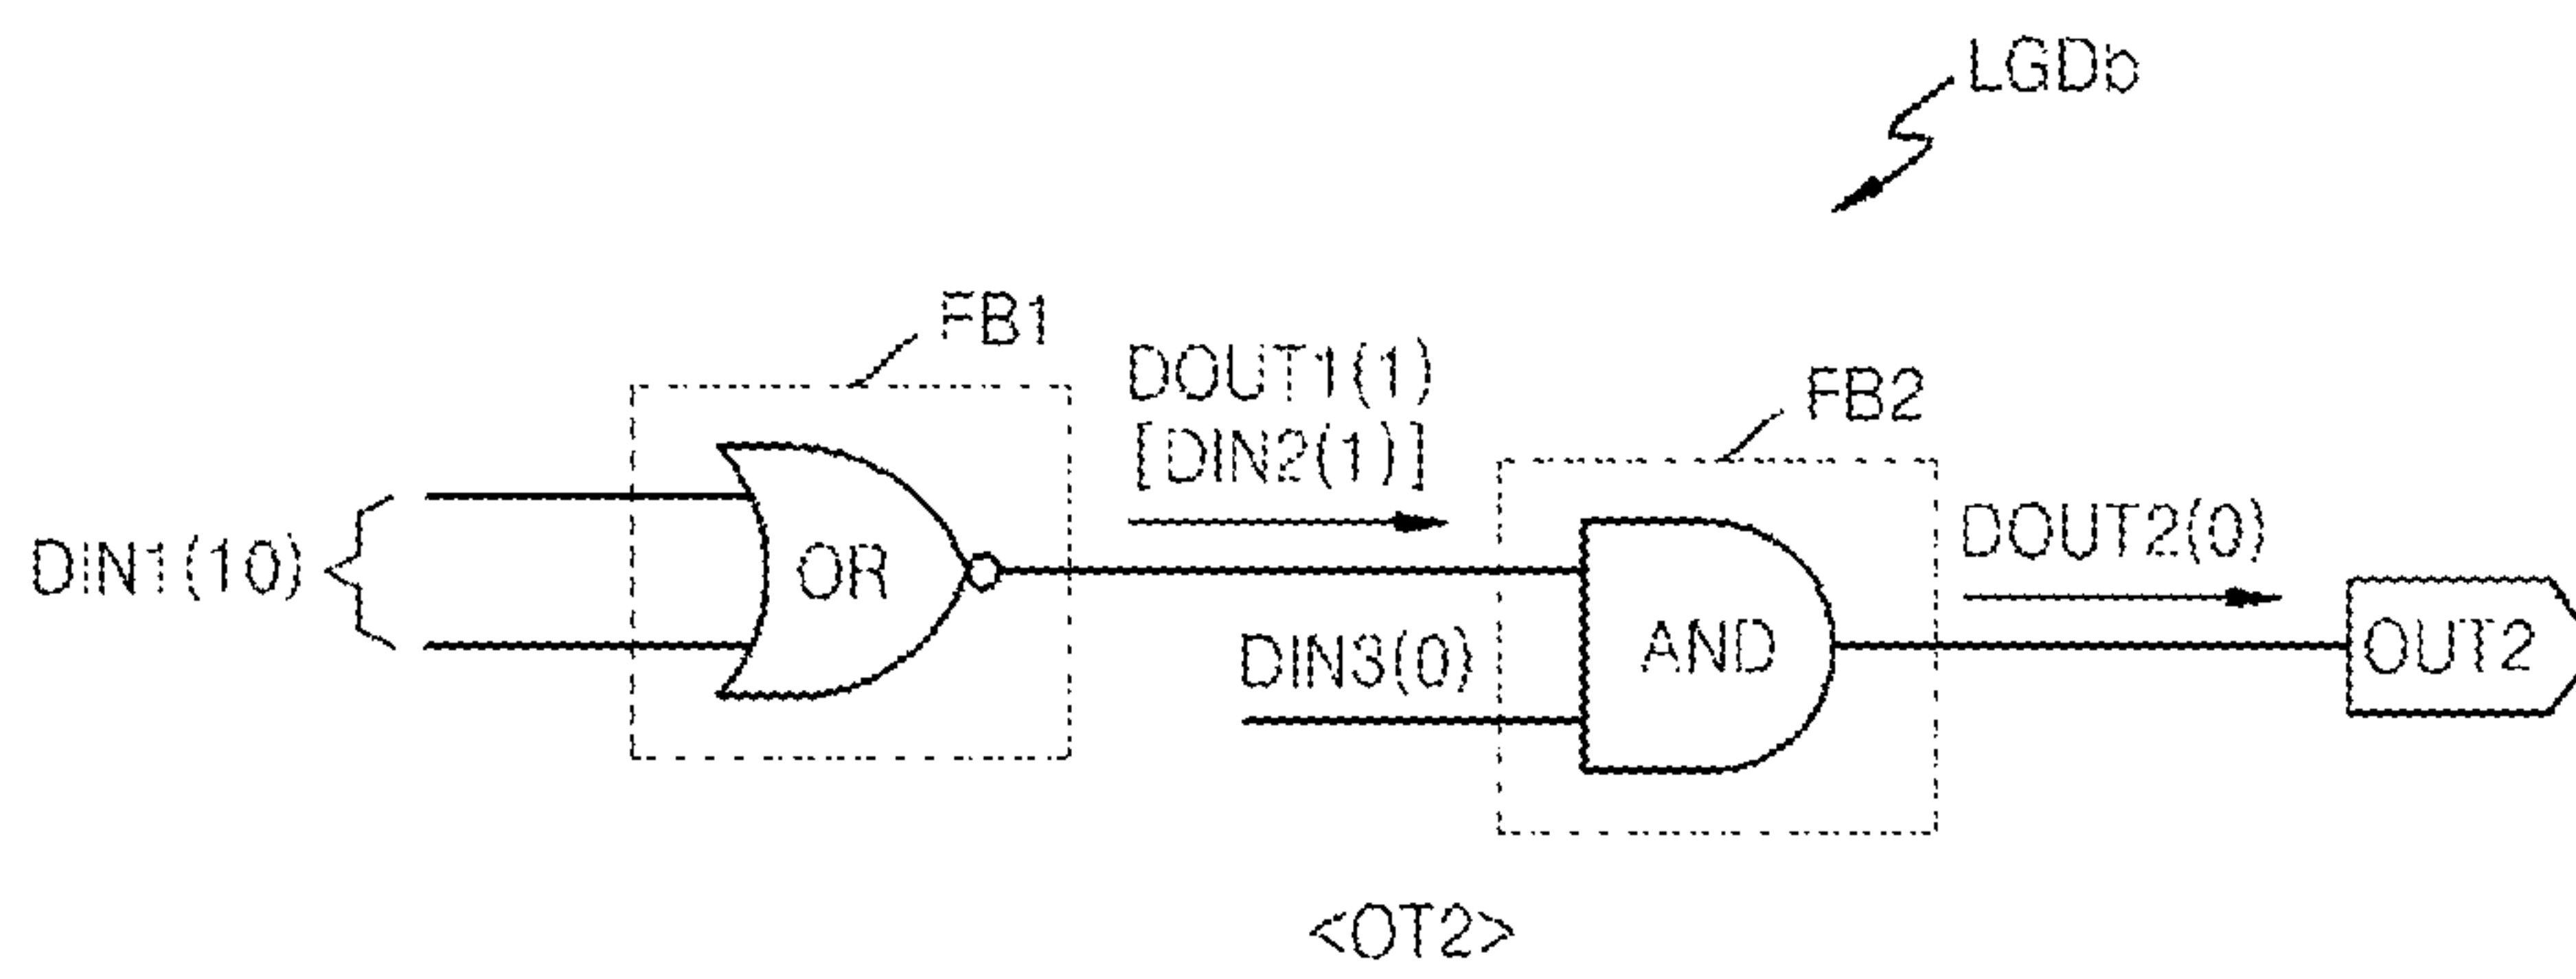 LGDb
FB1
DOUT1(1)
[DIN2(1)]
FB2
DIN1(10)
OR
DOUT2(0)
DIN3(0)
AND
OUT2
<OT2>